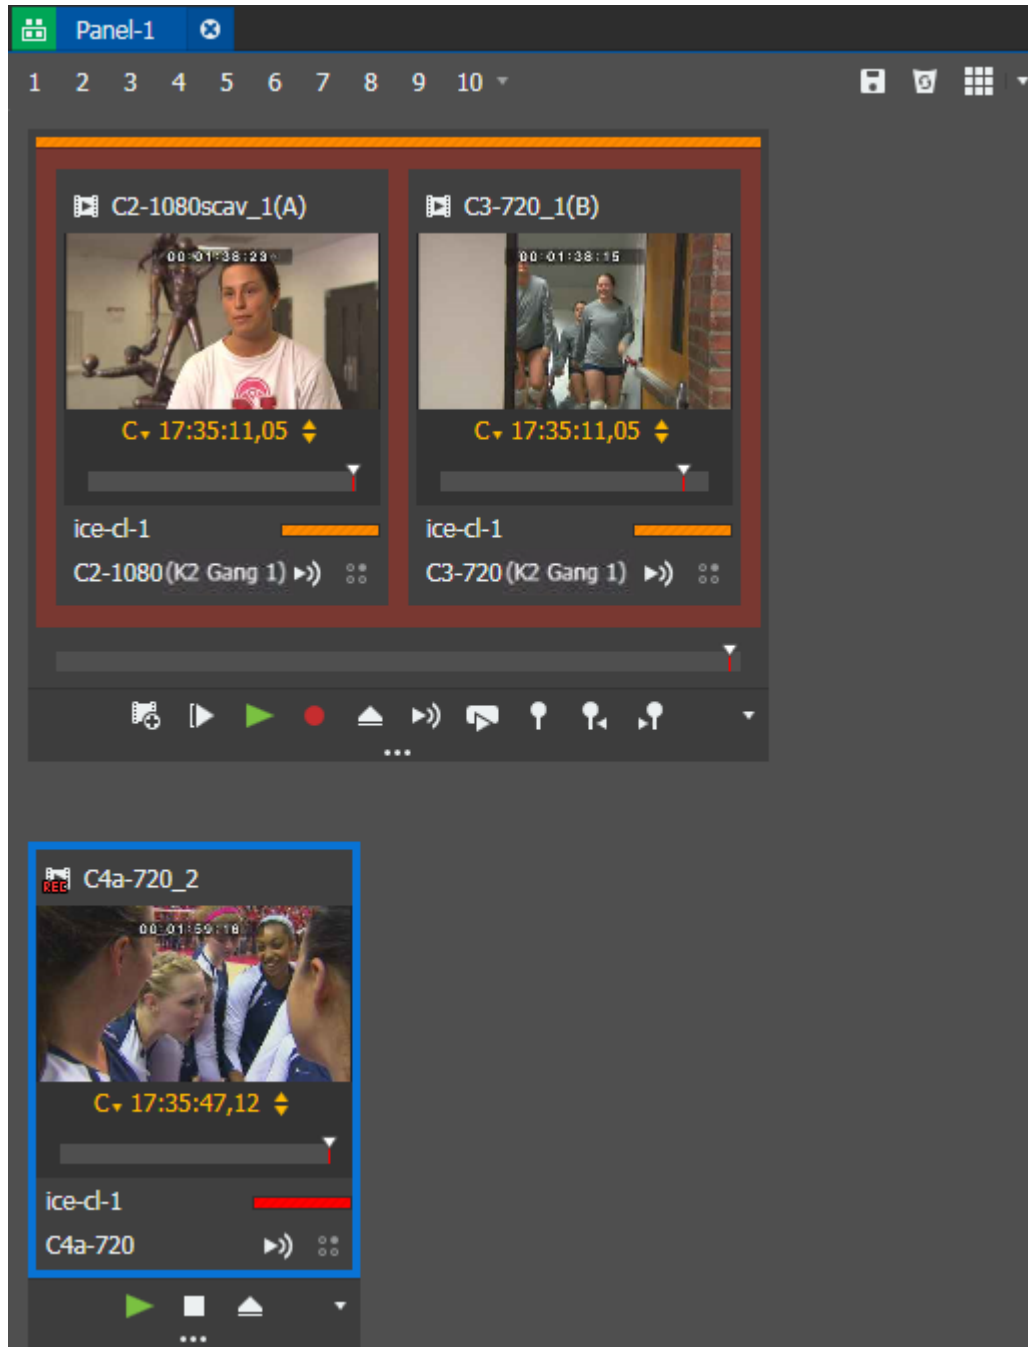 Panel-1
1 2 3 4 5 6 7 8 9 10
C2-1080scav_1(A)
00:01:38:23
C 17:35:11,05
ice-cl-1
C2-1080(K2 Gang 1)
C3-720_1(B)
00:01:38:15
C 17:35:11,05
ice-cl-1
C3-720(K2 Gang 1)
REC C4a-720_2
00:01:59:18
C 17:35:47,12
ice-cl-1
C4a-720